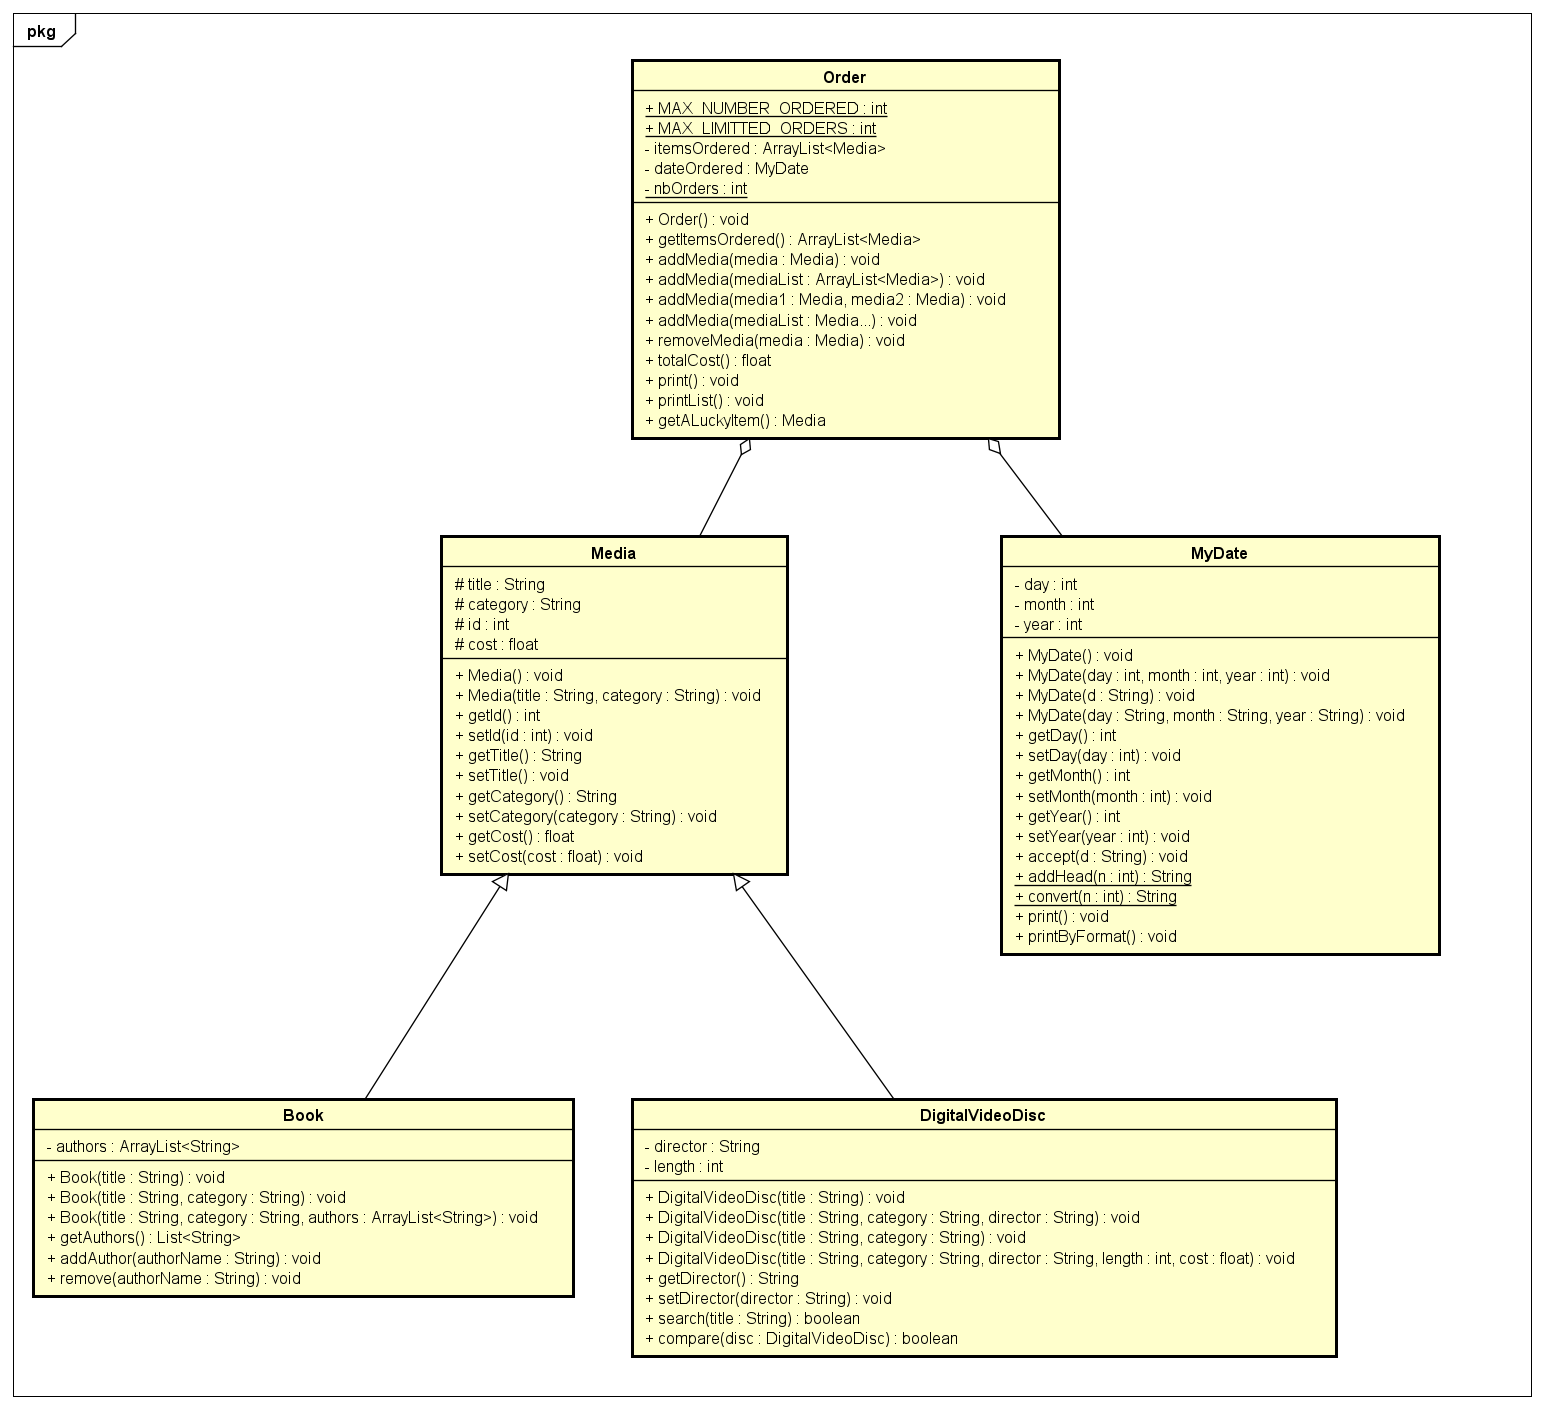 pkg
Order
+ MAX_NUMBER_ORDERED : int
+ MAX_LIMITTED_ORDERS : int
- itemsOrdered : ArrayList<Media>
- dateOrdered : MyDate
- nbOrders : int
+ Order() : void
+ getItemsOrdered() : ArrayList<Media>
+ addMedia(media : Media) : void
+ addMedia(mediaList : ArrayList<Media>) : void
+ addMedia(media1 : Media, media2 : Media) : void
+ addMedia(mediaList : Media...) : void
+ removeMedia(media : Media) : void
+ totalCost() : float
+ print() : void
+ printList() : void
+ getALuckyItem() : Media
Media
# title : String
# category : String
# id : int
# cost : float
+ Media() : void
+ Media(title : String, category : String) : void
+ getId() : int
+ setId(id : int) : void
+ getTitle() : String
+ setTitle() : void
+ getCategory() : String
+ setCategory(category : String) : void
+ getCost() : float
+ setCost(cost : float) : void
MyDate
- day : int
- month : int
- year : int
+ MyDate() : void
+ MyDate(day : int, month : int, year : int) : void
+ MyDate(d : String) : void
+ MyDate(day : String, month : String, year : String) : void
+ getDay() : int
+ setDay(day : int) : void
+ getMonth() : int
+ setMonth(month : int) : void
+ getYear() : int
+ setYear(year : int) : void
+ accept(d : String) : void
+ addHead(n : int) : String
+ convert(n : int) : String
+ print() : void
+ printByFormat() : void
Book
- authors : ArrayList<String>
+ Book(title : String) : void
+ Book(title : String, category : String) : void
+ Book(title : String, category : String, authors : ArrayList<String>) : void
+ getAuthors() : List<String>
+ addAuthor(authorName : String) : void
+ remove(authorName : String) : void
DigitalVideoDisc
- director : String
- length : int
+ DigitalVideoDisc(title : String) : void
+ DigitalVideoDisc(title : String, category : String, director : String) : void
+ DigitalVideoDisc(title : String, category : String) : void
+ DigitalVideoDisc(title : String, category : String, director : String, length : int, cost : float) : void
+ getDirector() : String
+ setDirector(director : String) : void
+ search(title : String) : boolean
+ compare(disc : DigitalVideoDisc) : boolean